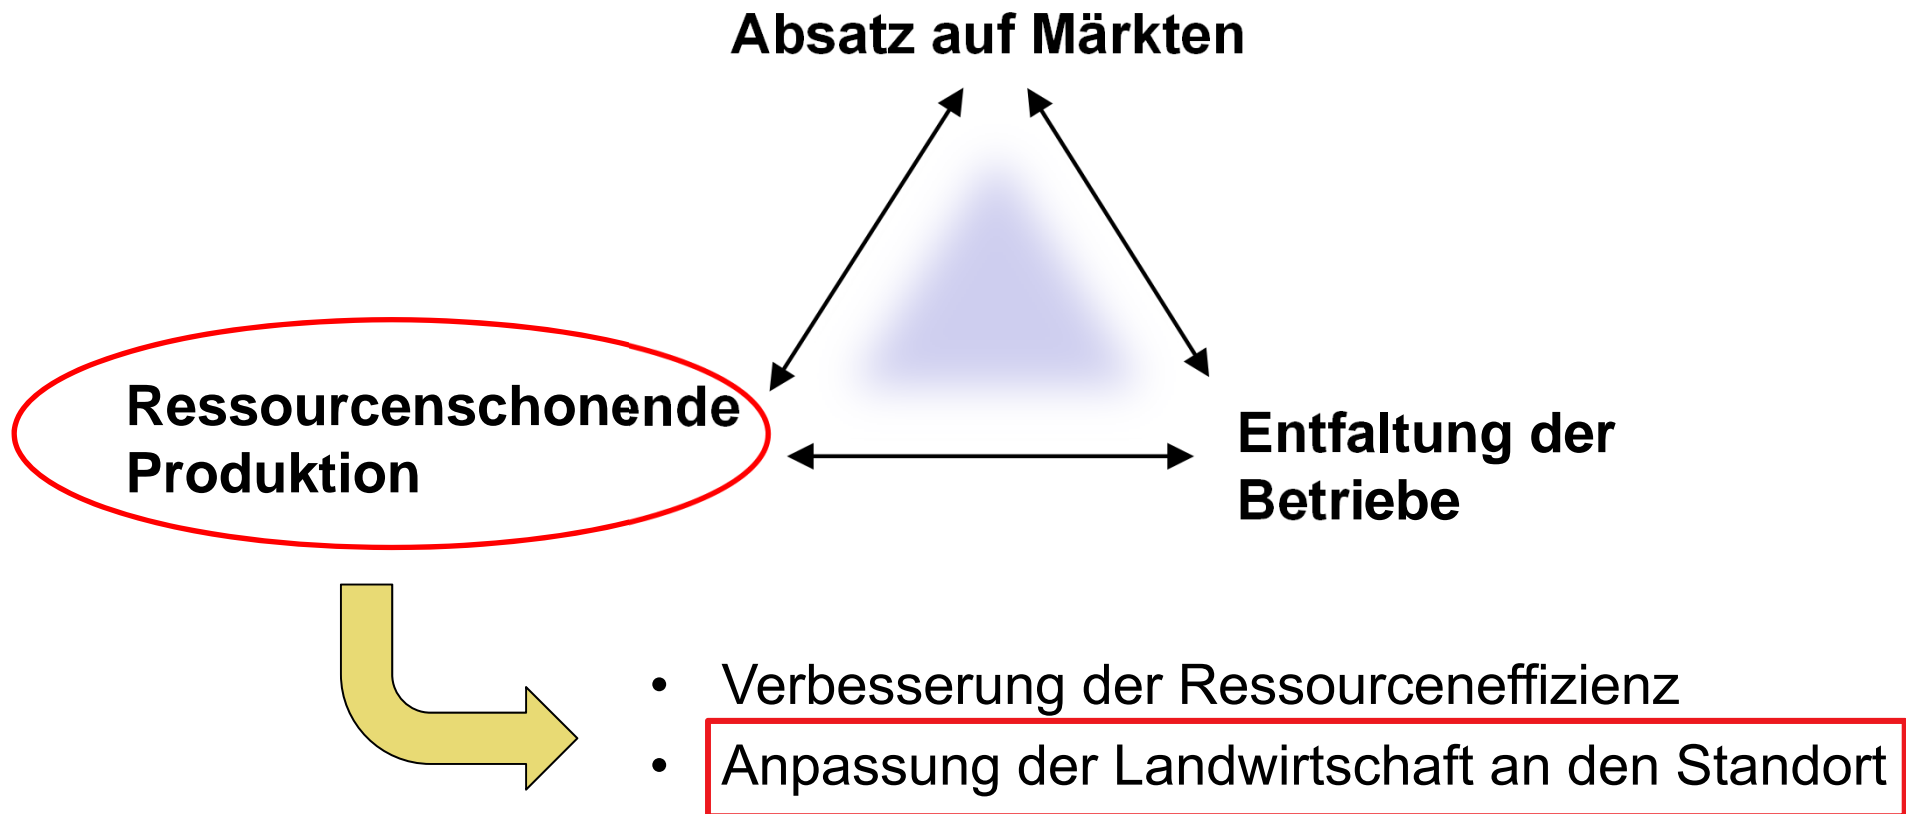 Absatz auf Märkten
Ressourcenschonende
Produktion
Entfaltung der
Betriebe
• Verbesserung der Ressourceneffizienz
• Anpassung der Landwirtschaft an den Standort